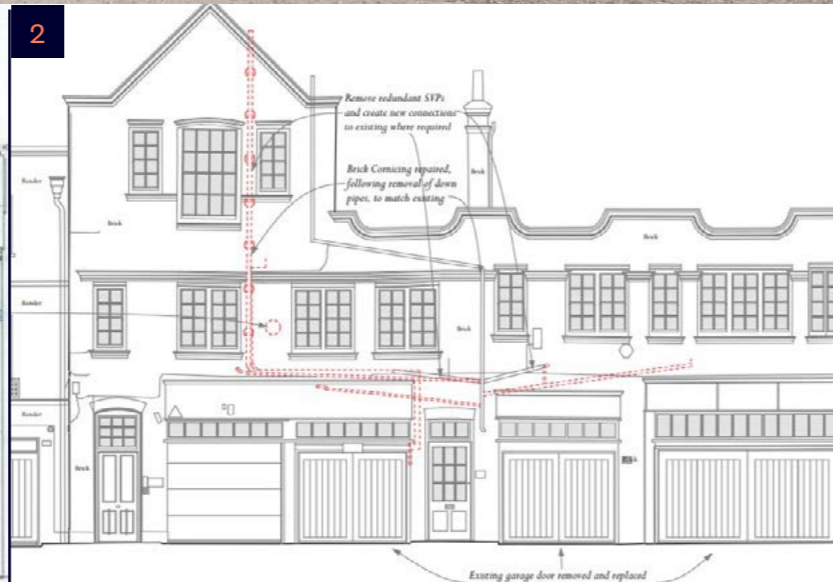 2
Remove redundant SVPs
and create new connections
to existing where required
Brick Cornicing repaired,
following removal of down
pipes, to match existing
Render
Brick
Brick
Brick
Render
Brick
Render
Brick
Existing garage door removed and replaced